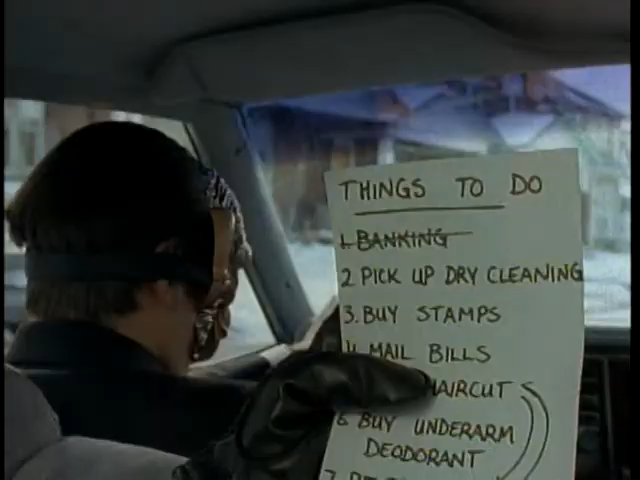 THINGS TO DO
1. BANKING
2. PICK UP DRY CLEANING
3. BUY STAMPS
4. MAIL BILLS
HAIRCUT
6. BUY UNDERARM
DEODORANT
7.